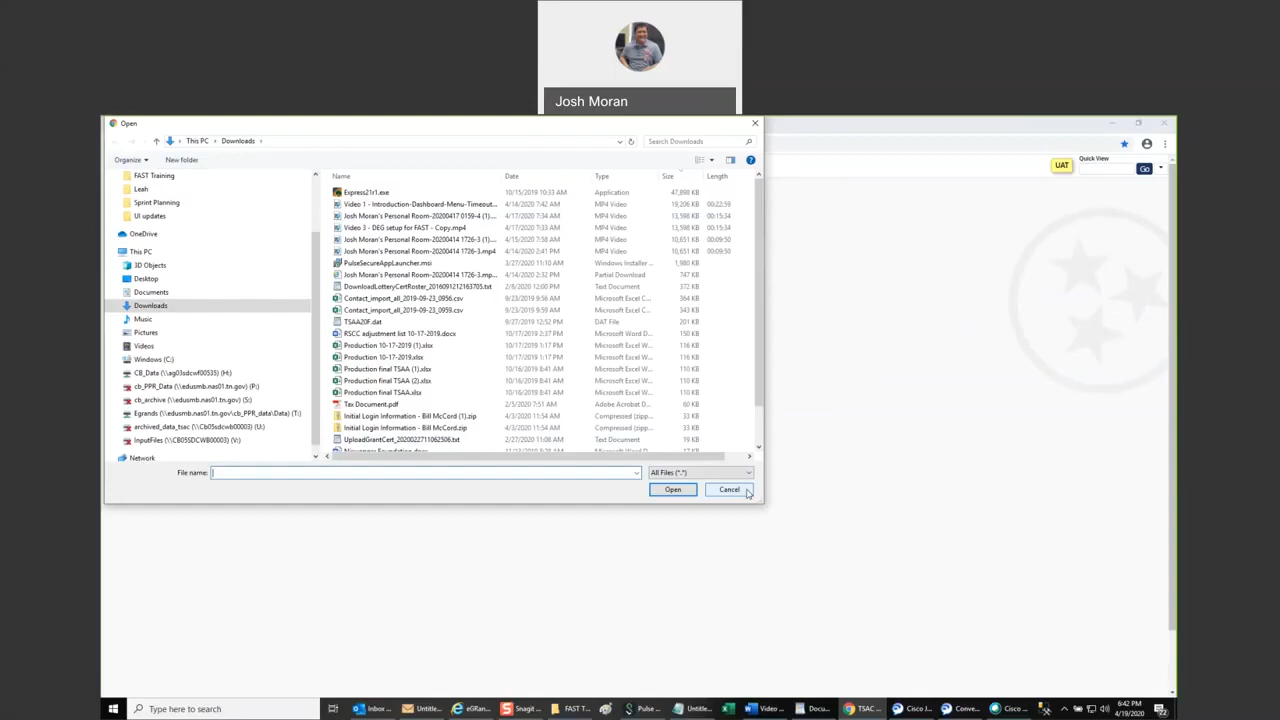 Josh Moran
Open
This PC > Downloads >
Search Downloads
UAT
Quick View
Go
Organize
New folder
FAST Training
Leah
Sprint Planning
UI updates
OneDrive
This PC
3D Objects
Desktop
Documents
Downloads
Music
Pictures
Videos
Windows (C:)
CB_Data (\\ag03sdcwf00535) (H:)
cb_PPR_Data (\\edusmb.nas01.tn.gov) (P:)
cb_archive (\\edusmb.nas01.tn.gov) (S:)
Egrands (\\edusmb.nas01.tn.gov\cb_PPR_data\Data) (T:)
archived_data_tsac (\\Cb05SDCWB00003) (U:)
InputFiles (\\CB05SDCWB0003) (V:)
Network
Name Date Type Size Length
Express21r1.exe 10/15/2019 10:33 AM Application 47,898 KB
Video 1 - Introduction-Dashboard-Menu-Timeout... 4/14/2020 7:42 AM MP4 Video 19,206 KB 00:22:59
Josh Moran's Personal Room-20200417 0159-4 (1).... 4/17/2020 7:34 AM MP4 Video 13,598 KB 00:15:34
Video 3 - DEG setup for FAST - Copy.mp4 4/17/2020 7:33 AM MP4 Video 13,598 KB 00:15:34
Josh Moran's Personal Room-20200414 1726-3 (1).... 4/15/2020 7:58 AM MP4 Video 10,651 KB 00:09:50
Josh Moran's Personal Room-20200414 1726-3.mp4 4/14/2020 2:41 PM MP4 Video 10,651 KB 00:09:50
PulseSecureAppLauncher.msi 3/23/2020 11:10 AM Windows Installer ... 1,980 KB
Josh Moran's Personal Room-20200414 1726-3.mp... 4/14/2020 2:32 PM Partial Download 747 KB
DownloadLotteryCertRoster_2016091212163705.txt 2/8/2020 12:00 PM Text Document 372 KB
Contact_import_all_2019-09-23_0956.csv 9/23/2019 9:56 AM Microsoft Excel C... 364 KB
Contact_import_all_2019-09-23_0959.csv 9/23/2019 9:59 AM Microsoft Excel C... 343 KB
TSAA20F.dat 9/27/2019 12:52 PM DAT File 201 KB
RSCC adjustment list 10-17-2019.docx 10/17/2019 2:37 PM Microsoft Word D... 150 KB
Production 10-17-2019 (1).xlsx 10/17/2019 1:17 PM Microsoft Excel W... 116 KB
Production 10-17-2019.xlsx 10/17/2019 1:17 PM Microsoft Excel W... 116 KB
Production final TSAA (1).xlsx 10/16/2019 8:41 AM Microsoft Excel W... 110 KB
Production final TSAA (2).xlsx 10/16/2019 8:41 AM Microsoft Excel W... 110 KB
Production final TSAA.xlsx 10/16/2019 8:41 AM Microsoft Excel W... 110 KB
Tax Document.pdf 2/5/2020 7:51 AM Adobe Acrobat D... 60 KB
Initial Login Information - Bill McCord (1).zip 4/3/2020 11:54 AM Compressed (zipp... 33 KB
Initial Login Information - Bill McCord.zip 4/3/2020 11:54 AM Compressed (zipp... 33 KB
UploadGrantCert_2020022711062506.txt 2/27/2020 11:08 AM Text Document 19 KB
File name:
All Files (*.*)
Open
Cancel
Type here to search
Inbox ...
Untitle...
eGRan...
Snagit ...
FAST T...
Pulse ...
Untitle...
Video ...
Docu...
TSAC ...
Cisco J...
Conve...
Cisco ...
6:42 PM
4/19/2020
22